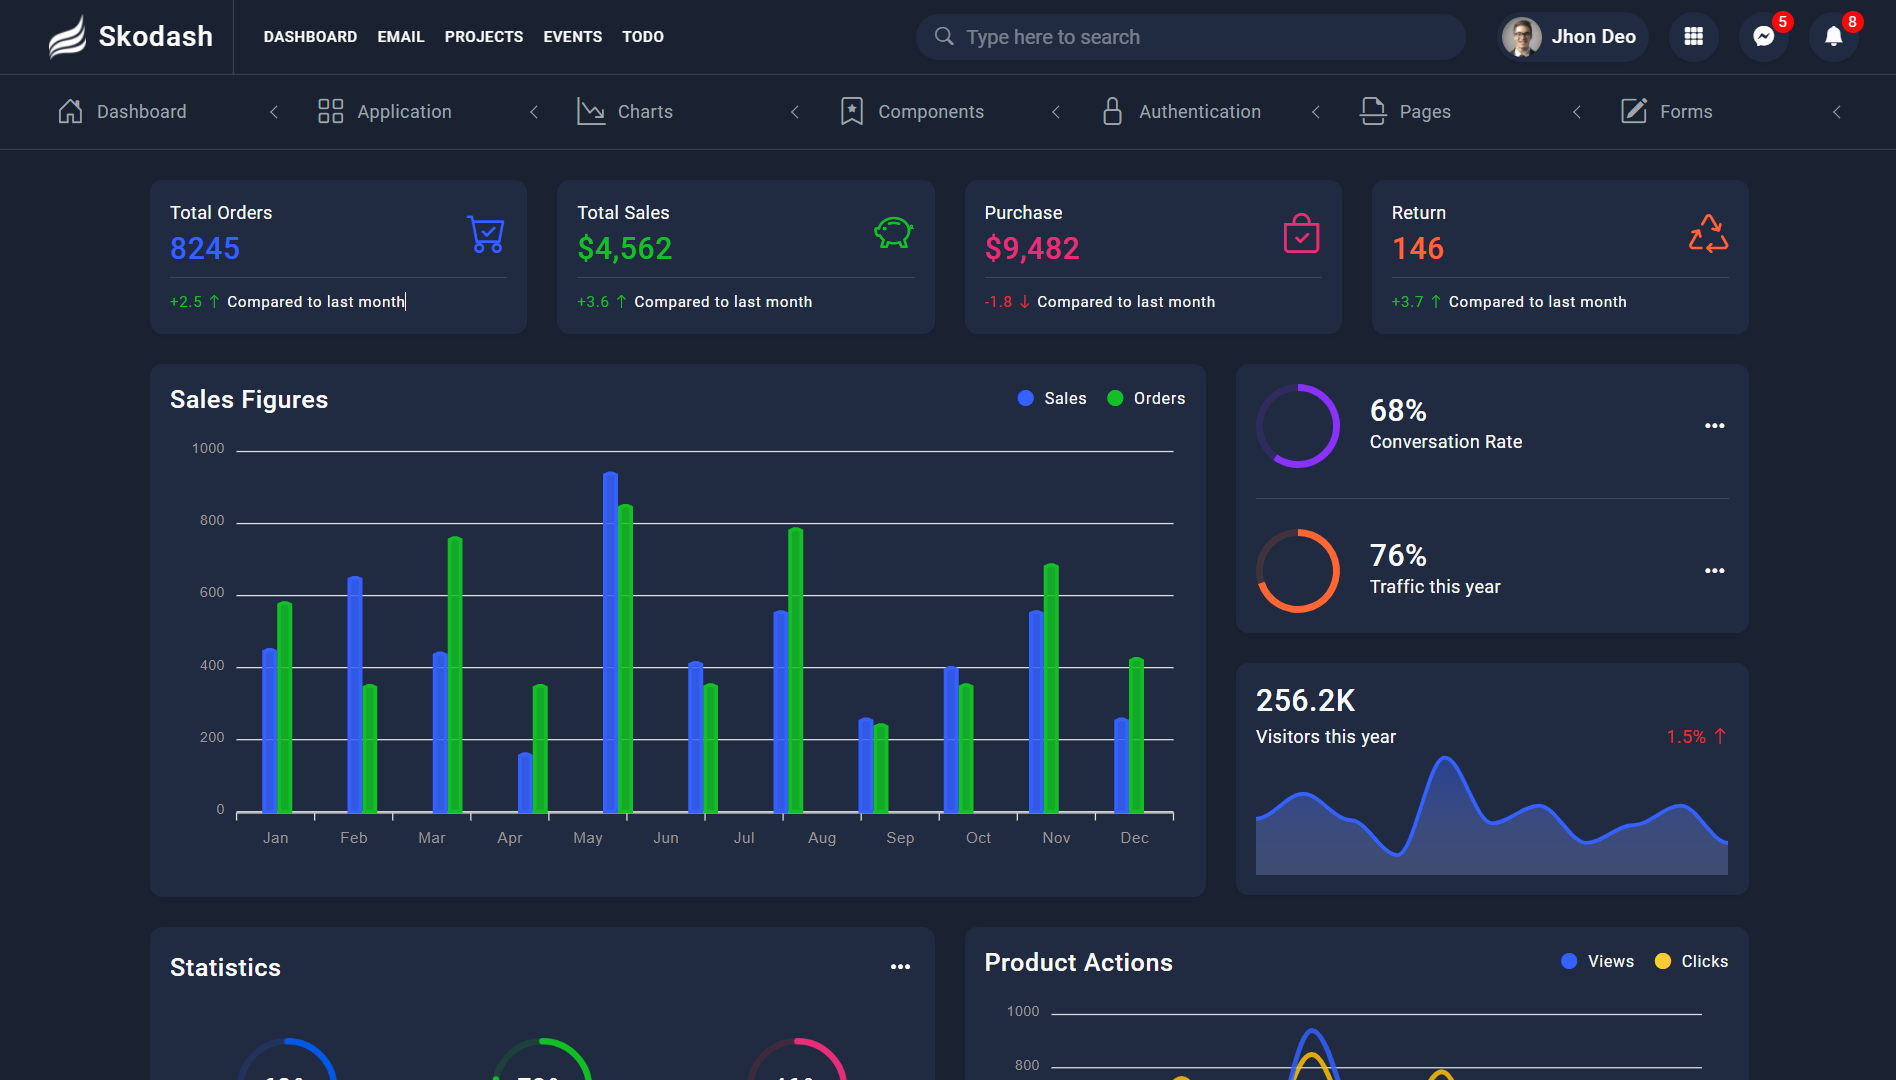 Skodash
DASHBOARD EMAIL PROJECTS EVENTS TODO
Type here to search
Jhon Deo
5
8
Dashboard
Application
Charts
Components
Authentication
Pages
Forms
Total Orders
8245
+2.5 ↑ Compared to last month
Total Sales
$4,562
+3.6 ↑ Compared to last month
Purchase
$9,482
-1.8 ↓ Compared to last month
Return
146
+3.7 ↑ Compared to last month
Sales Figures
Sales Orders
1000
800
600
400
200
0
Jan Feb Mar Apr May Jun Jul Aug Sep Oct Nov Dec
68%
Conversation Rate
76%
Traffic this year
256.2K
Visitors this year
1.5% ↑
Statistics
Product Actions
Views Clicks
1000
800